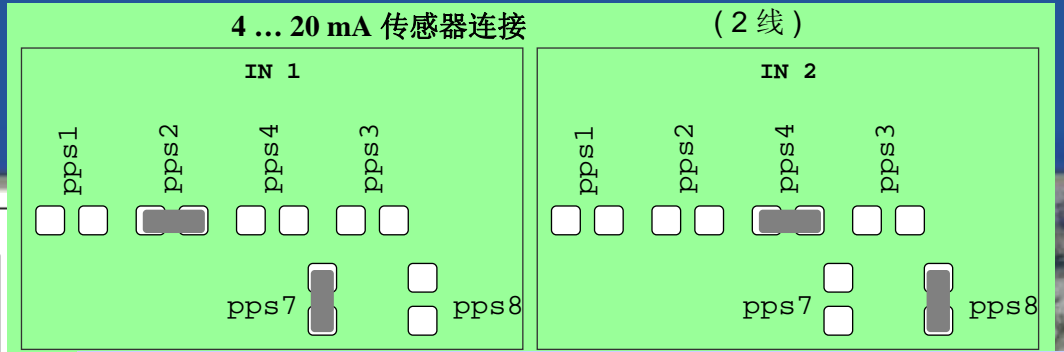 4 … 20 mA 传感器连接 (2线)
IN 1
pps1 pps2 pps4 pps3
pps7 pps8
IN 2
pps1 pps2 pps4 pps3
pps7 pps8